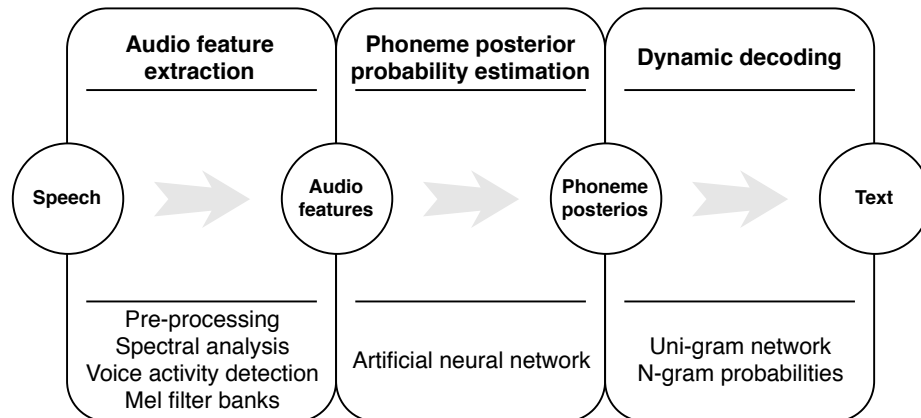 Audio feature
extraction
Phoneme posterior
probability estimation
Dynamic decoding
Speech
Audio
features
Phoneme
posterios
Text
Pre-processing
Spectral analysis
Voice activity detection
Mel filter banks
Artificial neural network
Uni-gram network
N-gram probabilities